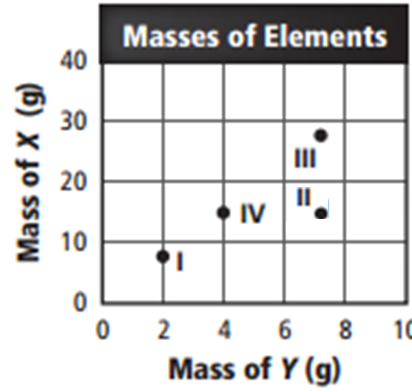 Masses of Elements
Mass of X (g)
40
30
20
10
0
III
II
IV
I
0 2 4 6 8 10
Mass of Y (g)